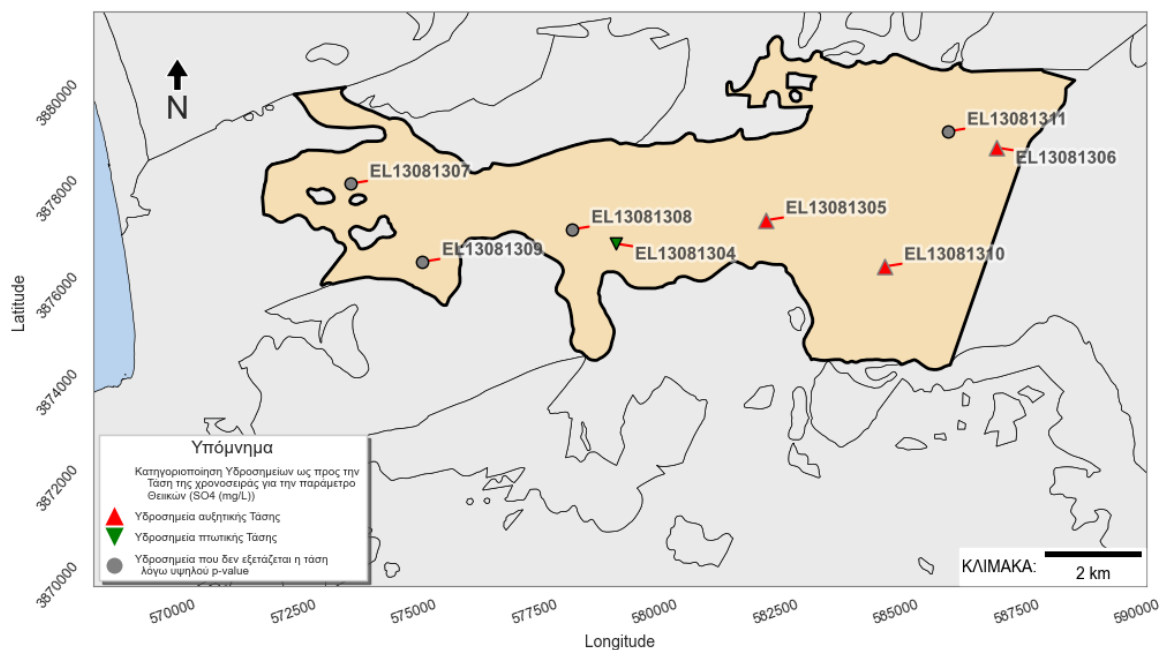 N
EL13081311
EL13081306
EL13081307
EL13081305
EL13081308
EL13081304
EL13081309
EL13081310
Latitude
3880000
3878000
3876000
3874000
3872000
3870000
Υπόμνημα
Κατηγοριοποίηση Υδροσημείων ως προς την
Τάση της χρονοσειράς για την παράμετρο
Θειικών (SO4 (mg/L))
Υδροσημεία αυξητικής Τάσης
Υδροσημεία πτωτικής Τάσης
Υδροσημεία που δεν εξετάζεται η τάση
λόγω υψηλού p-value
ΚΛΙΜΑΚΑ:
2 km
570000
572500
575000
577500
580000
582500
585000
587500
590000
Longitude